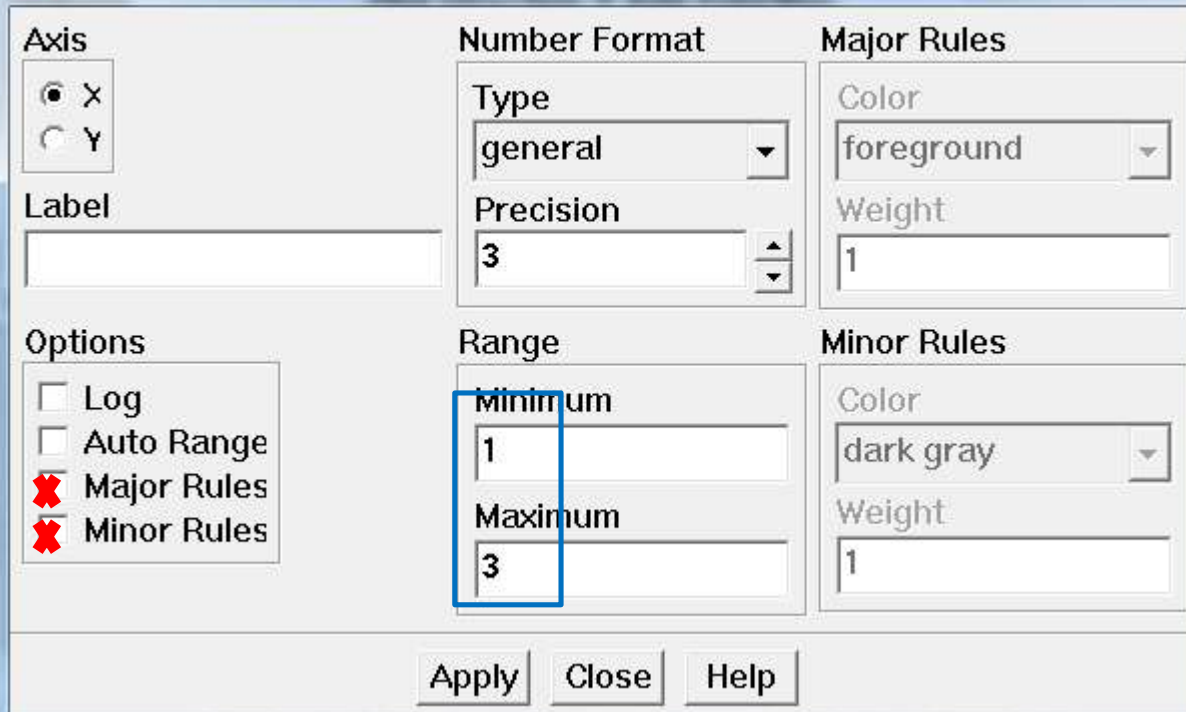 Axis
X
Y
Label
Options
Log
Auto Range
Major Rules
Minor Rules
Number Format
Type
general
Precision
3
Range
Minimum
1
Maximum
3
Major Rules
Color
foreground
Weight
1
Minor Rules
Color
dark gray
Weight
1
Apply Close Help